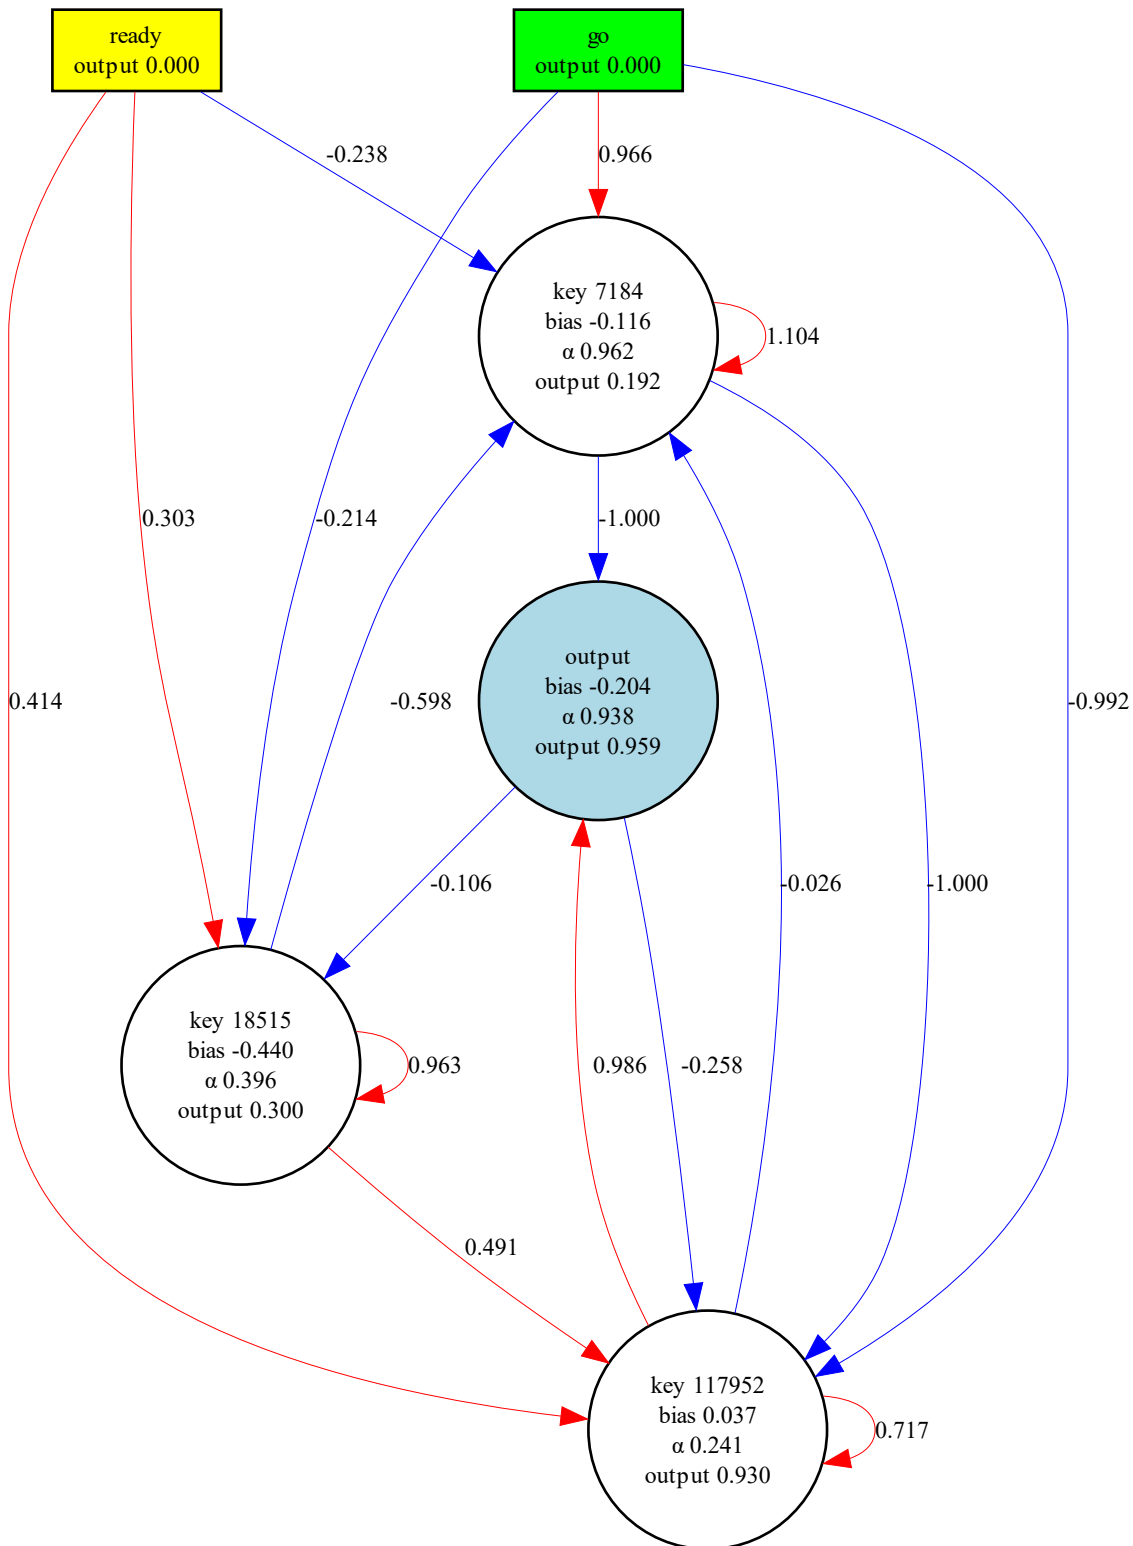 ready
output 0.000
go
output 0.000
-0.238
0.966
key 7184
bias -0.116
α 0.962
output 0.192
1.104
0.303
-0.214
-1.000
output
bias -0.204
α 0.938
output 0.959
0.414
-0.598
-0.992
-0.106
-0.026
-1.000
key 18515
bias -0.440
α 0.396
output 0.300
0.963
0.986
-0.258
0.491
key 117952
bias 0.037
α 0.241
output 0.930
0.717